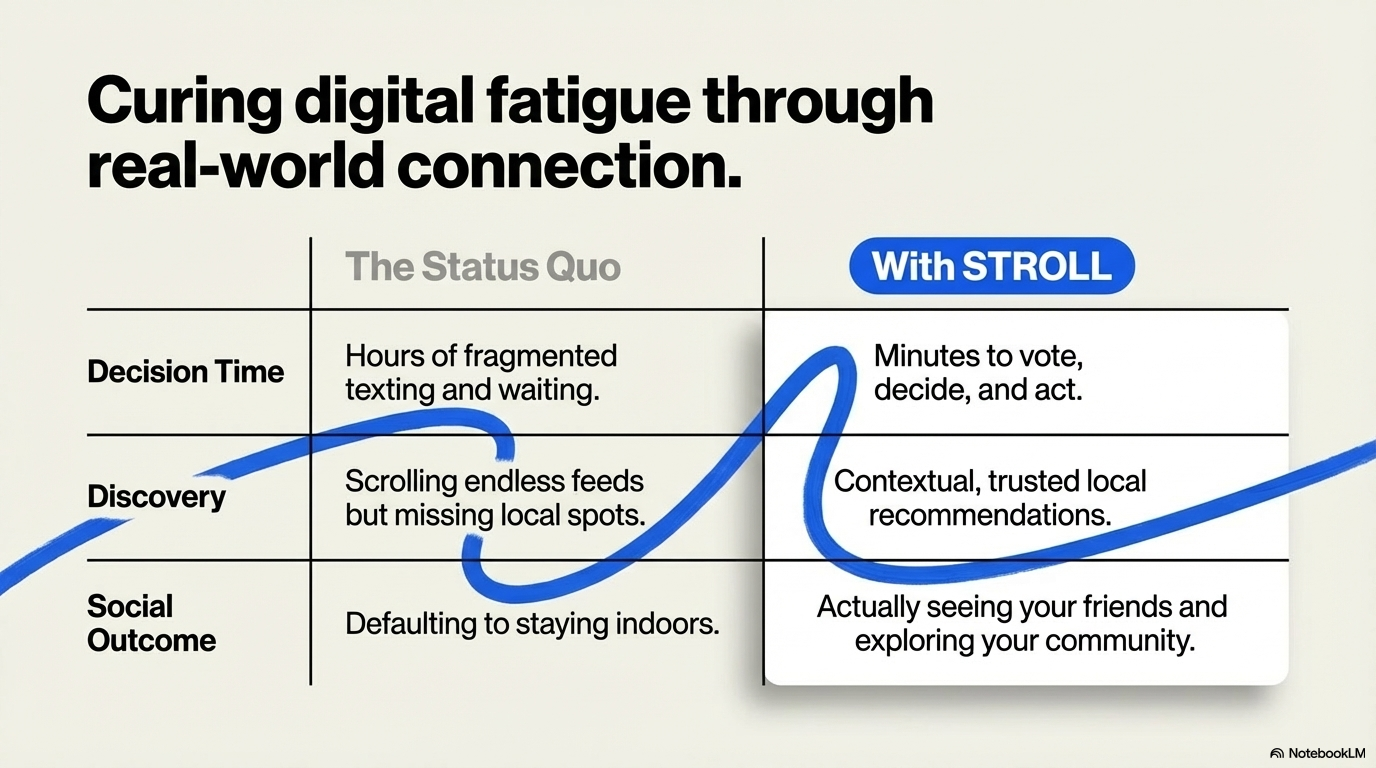 Curing digital fatigue through
real-world connection.
The Status Quo
With STROLL
Decision Time
Hours of fragmented
texting and waiting.
Minutes to vote,
decide, and act.
Discovery
Scrolling endless feeds
but missing local spots.
Contextual, trusted local
recommendations.
Social
Outcome
Defaulting to staying indoors.
Actually seeing your friends and
exploring your community.
NotebookLM